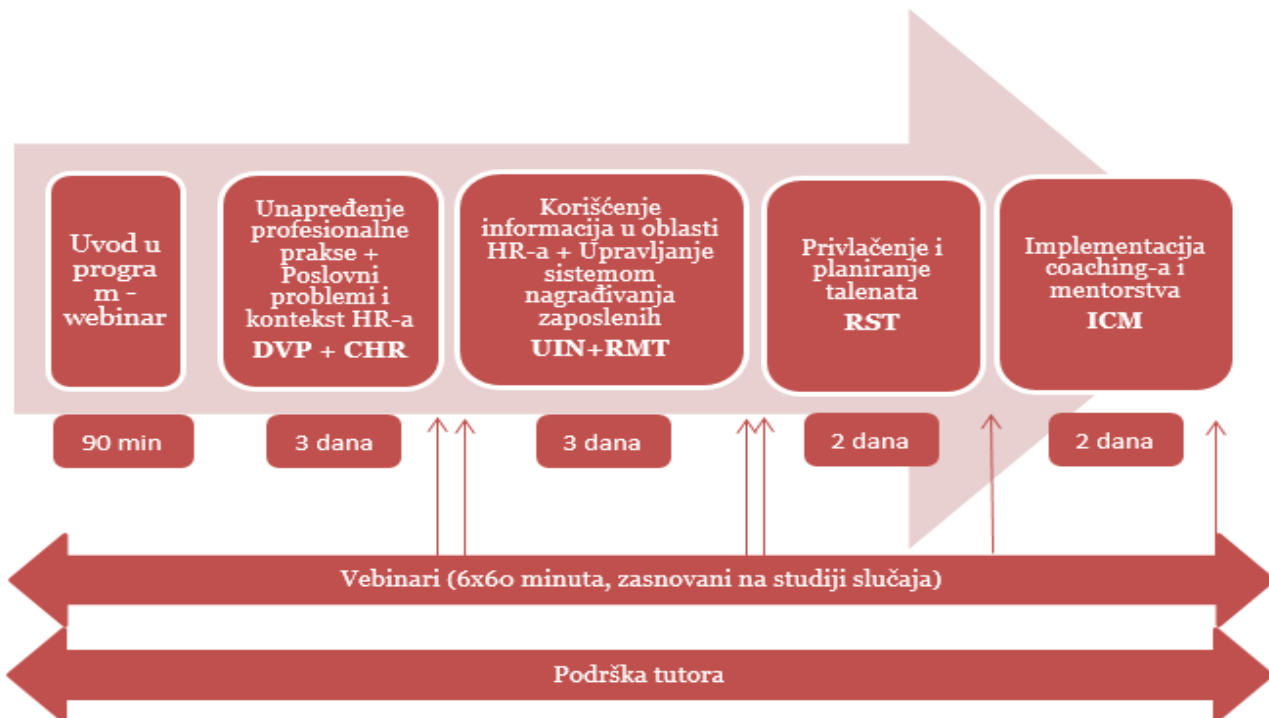 Uvod u
progra
m -
webinar
Unapređenje
profesionalne
prakse +
Poslovni
problemi i
kontekst HR-a
DVP + CHR
Korišćenje
informacija u oblasti
HR-a + Upravljanje
sistemom
nagrađivanja
zaposlenih
UIN+RMT
Privlačenje i
planiranje
talenata
RST
Implementacija
coaching-a i
mentorstva
ICM
90 min
3 dana
3 dana
2 dana
2 dana
Vebinari (6x60 minuta, zasnovani na studiji slučaja)
Podrška tutora